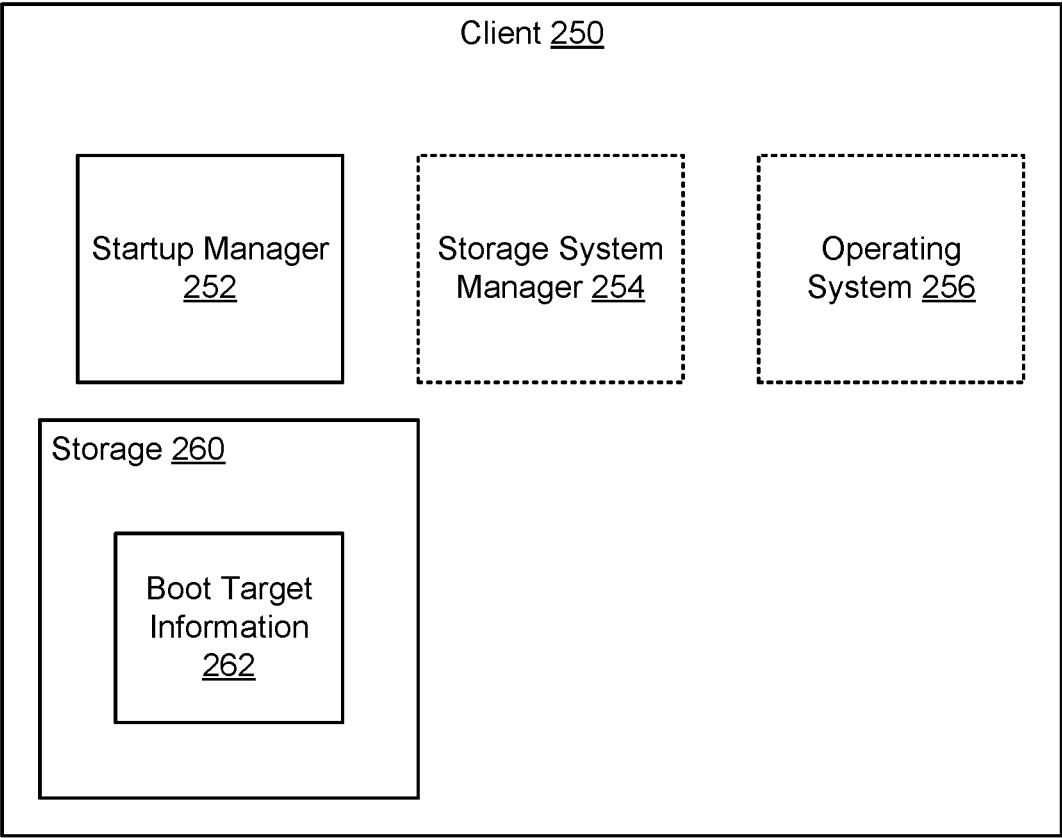 Client 250
Startup Manager
252
Storage System
Manager 254
Operating
System 256
Storage 260
Boot Target
Information
262